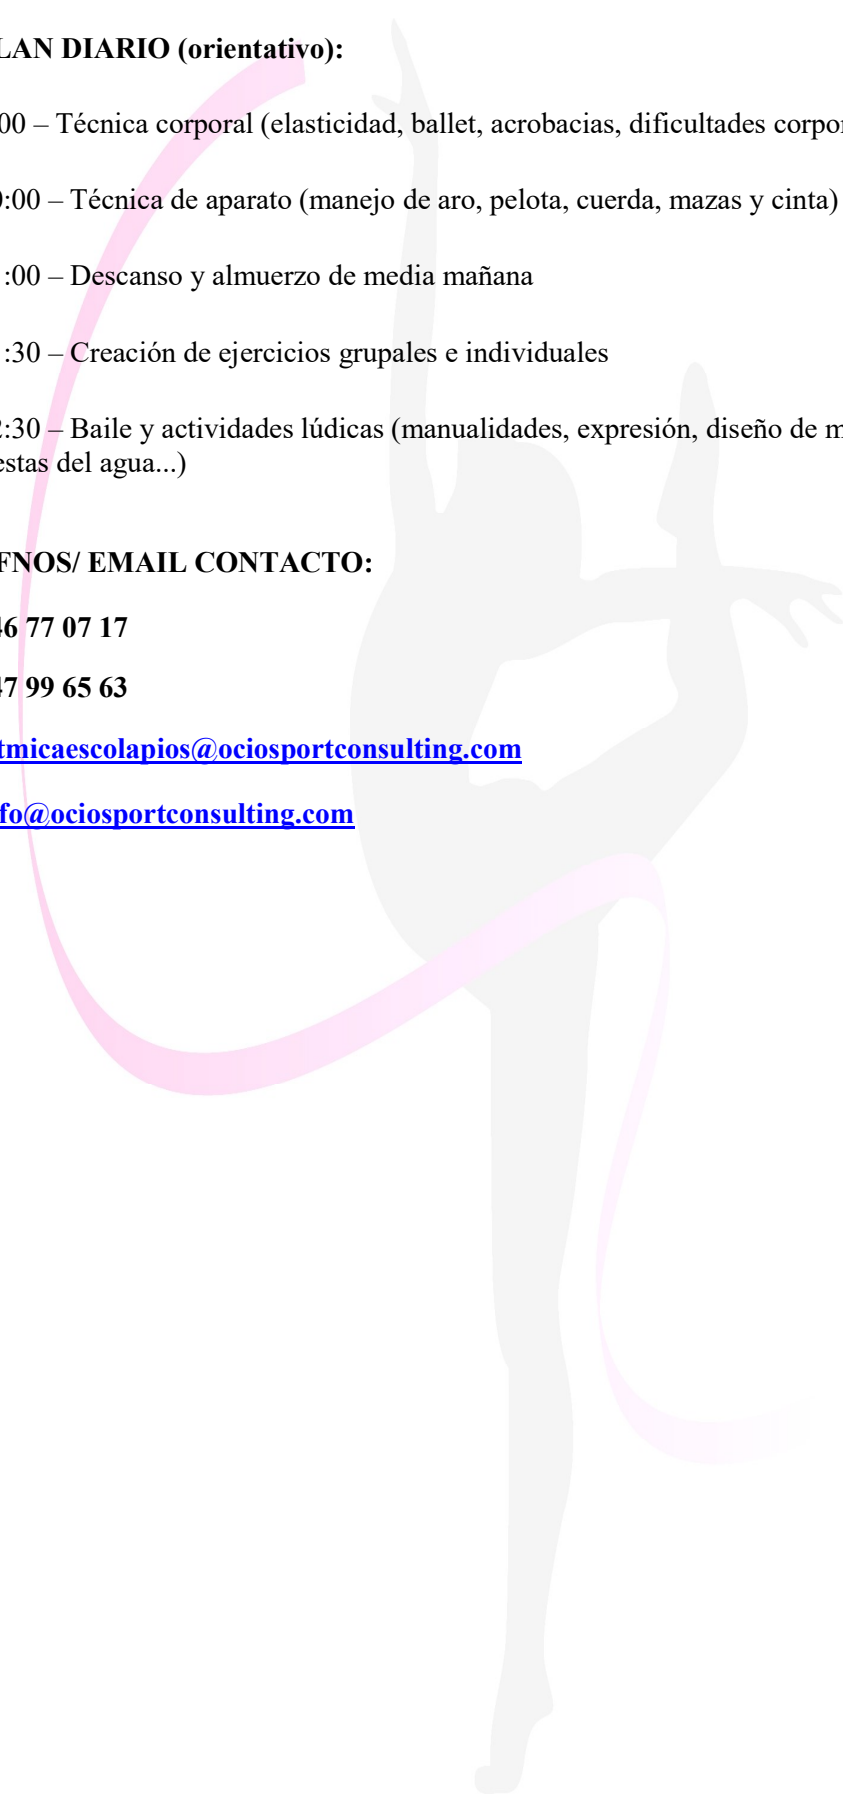 LAN DIARIO (orientativo):
:00 – Técnica corporal (elasticidad, ballet, acrobacias, dificultades corpor
0:00 – Técnica de aparato (manejo de aro, pelota, cuerda, mazas y cinta)
:00 – Descanso y almuerzo de media mañana
:30 – Creación de ejercicios grupales e individuales
2:30 – Baile y actividades lúdicas (manualidades, expresión, diseño de m
estas del agua...)
FNOS/ EMAIL CONTACTO:
46 77 07 17
47 99 65 63
tmicaescolapios@ociosportconsulting.com
fo@ociosportconsulting.com